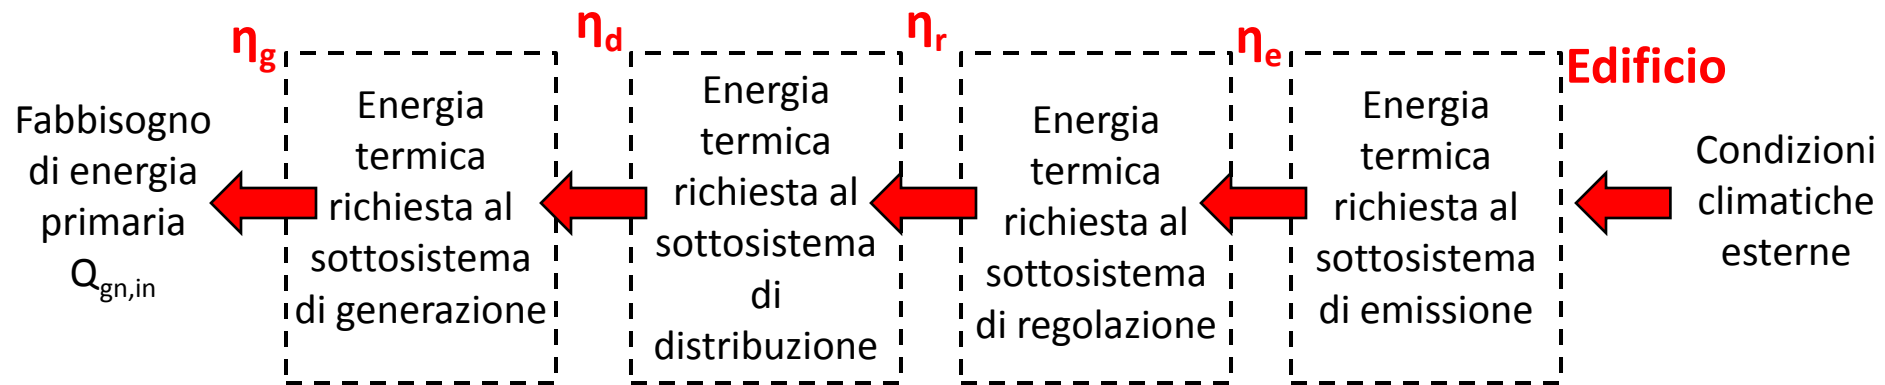 Fabbisogno
di energia
primaria
Qgn,in
ηg
Energia
termica
richiesta al
sottosistema
di generazione
ηd
Energia
termica
richiesta al
sottosistema
di
distribuzione
ηr
Energia
termica
richiesta al
sottosistema
di regolazione
ηe
Energia
termica
richiesta al
sottosistema
di emissione
Edificio
Condizioni
climatiche
esterne